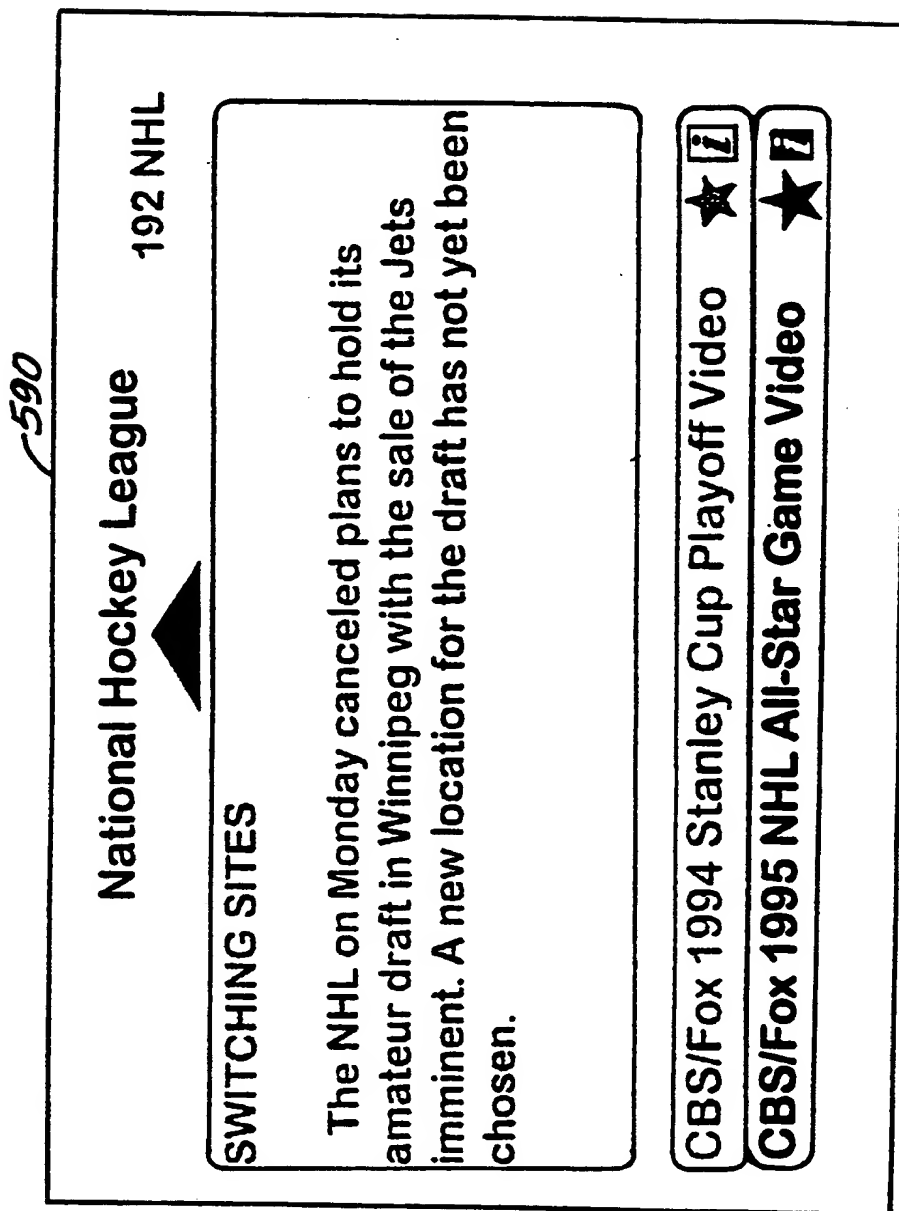 590
National Hockey League 192 NHL
SWITCHING SITES
The NHL on Monday canceled plans to hold its
amateur draft in Winnipeg with the sale of the Jets
imminent. A new location for the draft has not yet been
chosen.
CBS/Fox 1994 Stanley Cup Playoff Video i
CBS/Fox 1995 NHL All-Star Game Video i